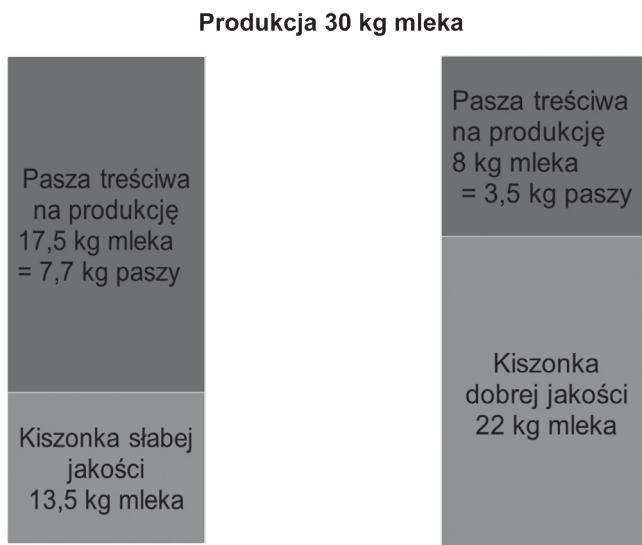 Produkcja 30 kg mleka
Pasza treściwa
na produkcję
17,5 kg mleka
= 7,7 kg paszy
Kiszonka słabej
jakości
13,5 kg mleka
Pasza treściwa
na produkcję
8 kg mleka
= 3,5 kg paszy
Kiszonka
dobrej jakości
22 kg mleka